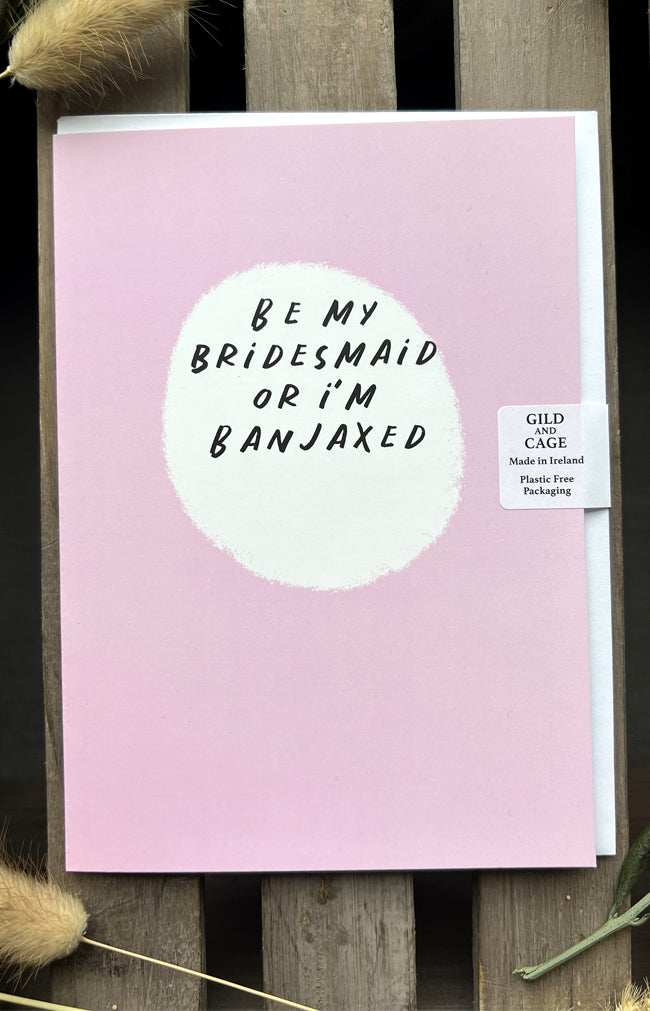 BE MY
BRiDESMAiD
OR i'M
BANJAXED
GILD
AND
CAGE
Made in Ireland
Plastic Free
Packaging